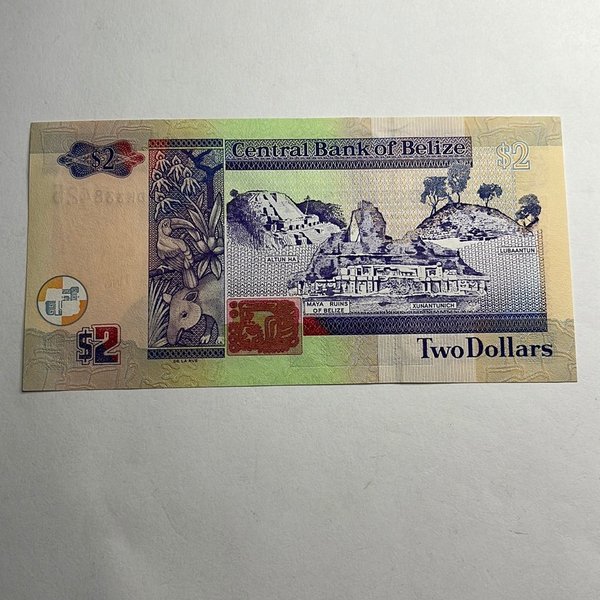 $2
Central Bank of Belize
$2
ALTUN HA
LUBAANTUN
MAYA RUINS
OF BELIZE
XUNANTUNICH
$2
Two Dollars